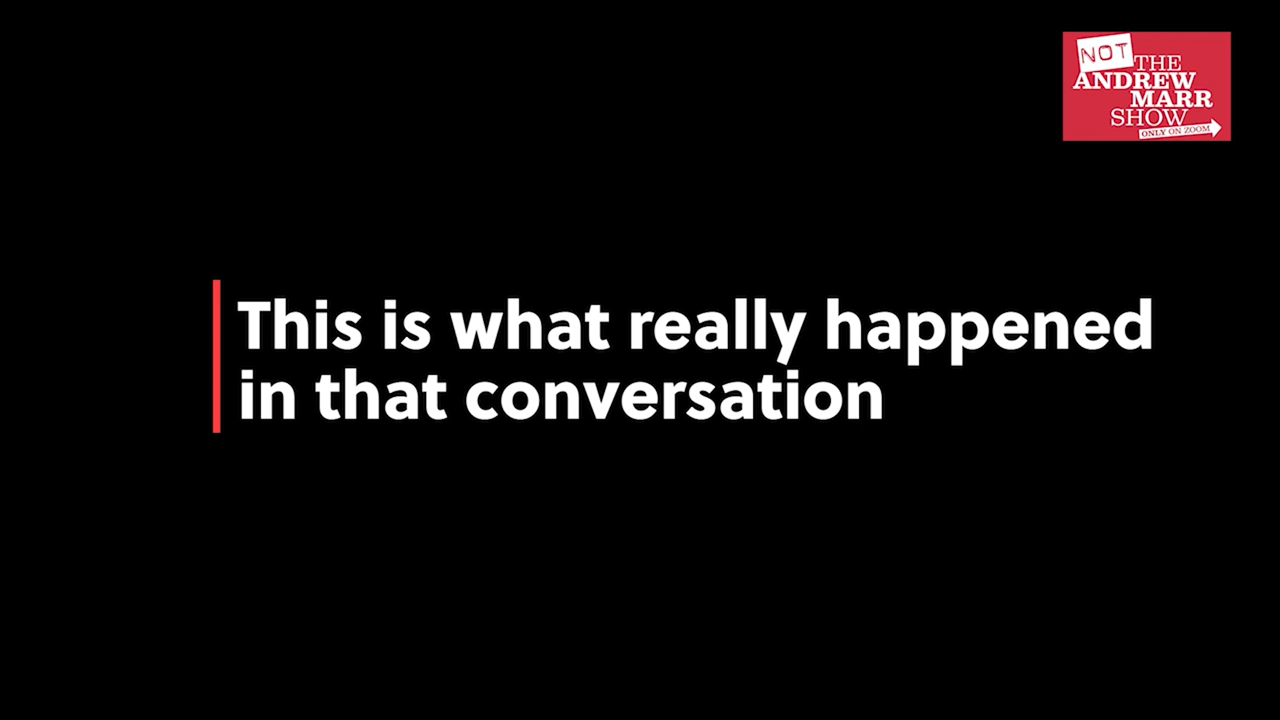 NOT
THE
ANDREW
MARR
SHOW
ONLY ON ZOOM
This is what really happened
in that conversation